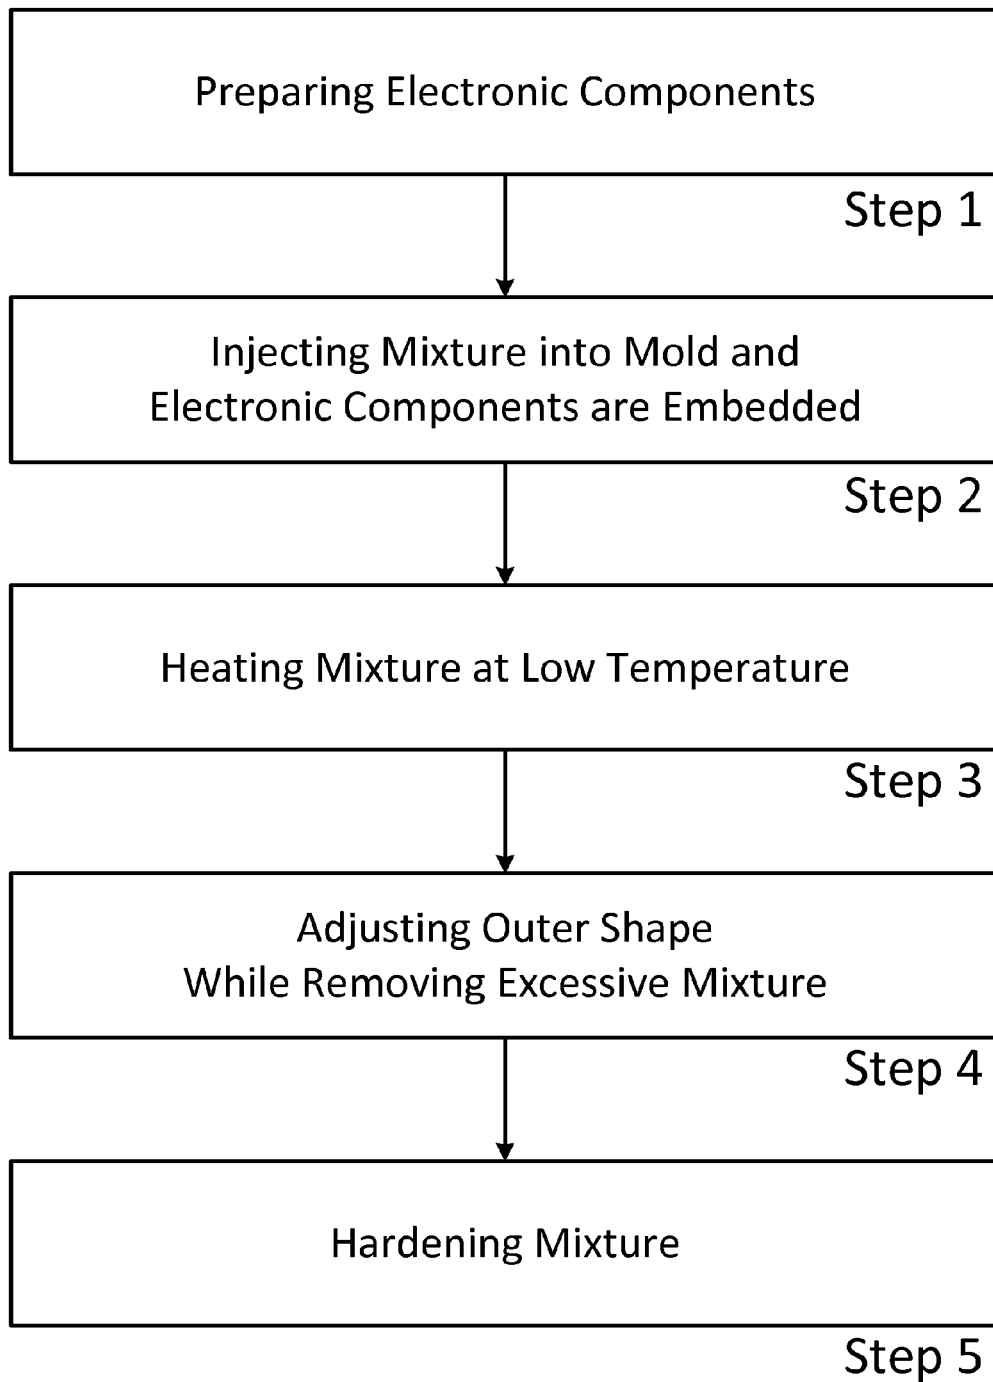 Preparing Electronic Components
Step 1
Injecting Mixture into Mold and
Electronic Components are Embedded
Step 2
Heating Mixture at Low Temperature
Step 3
Adjusting Outer Shape
While Removing Excessive Mixture
Step 4
Hardening Mixture
Step 5